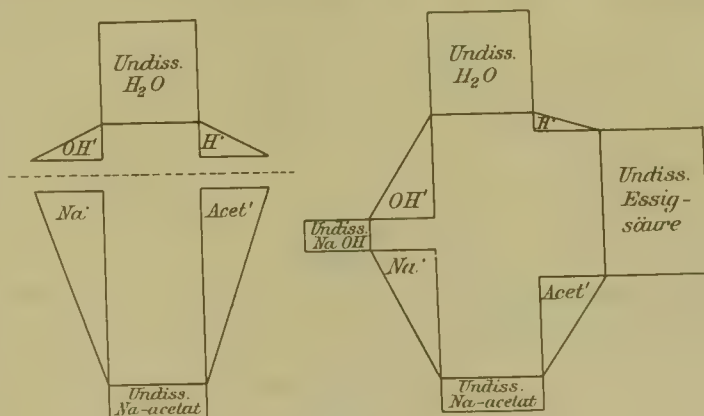 Undiss.
H₂O
OH'
H·
Na·
Acet'
Undiss.
Na-acetat
Undiss.
H₂O
H·
OH'
Undiss.
Na OH
Undiss.
Essig-
säure
Na·
Acet'
Undiss.
Na-acetat